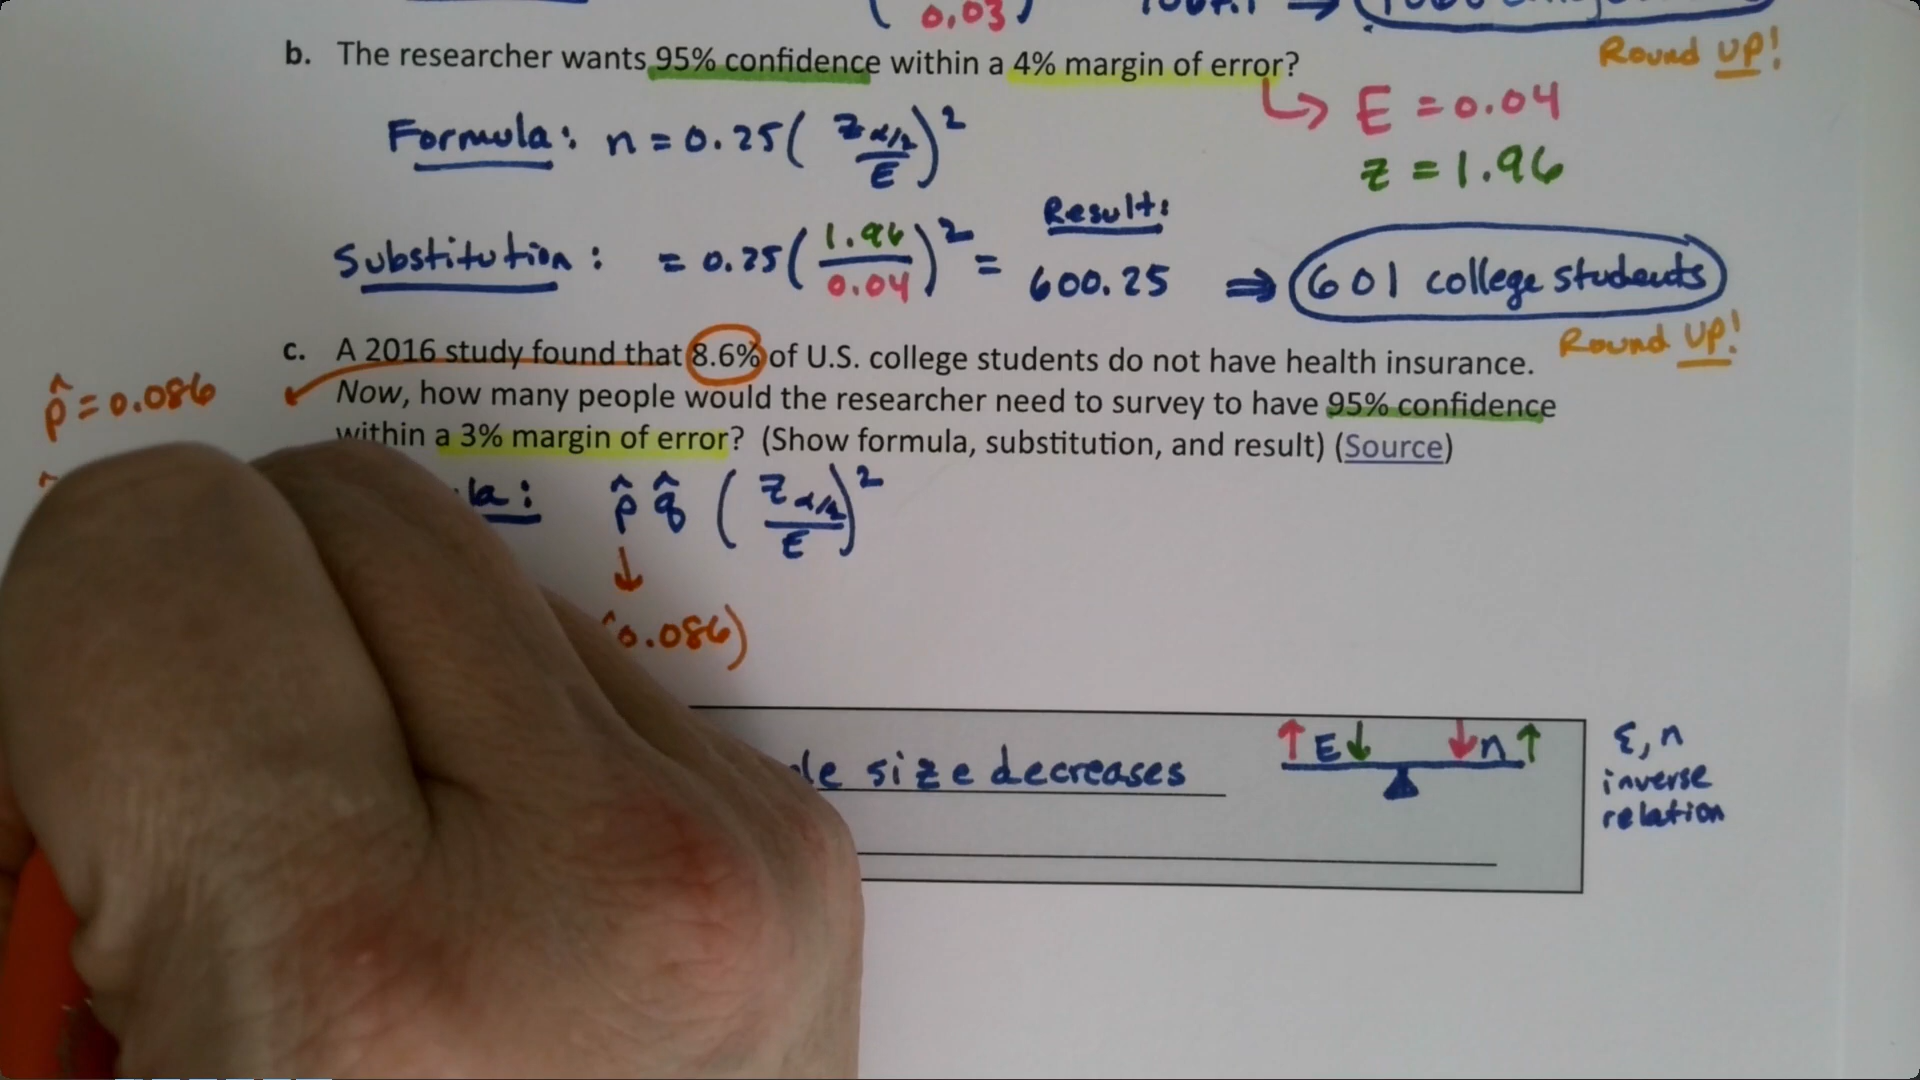 0.03)
b. The researcher wants 95% confidence within a 4% margin of error?
Round UP!
E = 0.04
Formula: n = 0.25( zα/2 / E )²
z = 1.96
Result:
Substitution: = 0.25( 1.96 / 0.04 )² = 600.25 ⇒ 601 college students
Round UP!
c. A 2016 study found that 8.6% of U.S. college students do not have health insurance.
p̂ = 0.086
Now, how many people would the researcher need to survey to have 95% confidence
within a 3% margin of error? (Show formula, substitution, and result) (Source)
la: p̂ q̂ ( zα/2 / E )²
(0.086)
size decreases
↑E↓ ↓n↑
E, n
inverse
relation